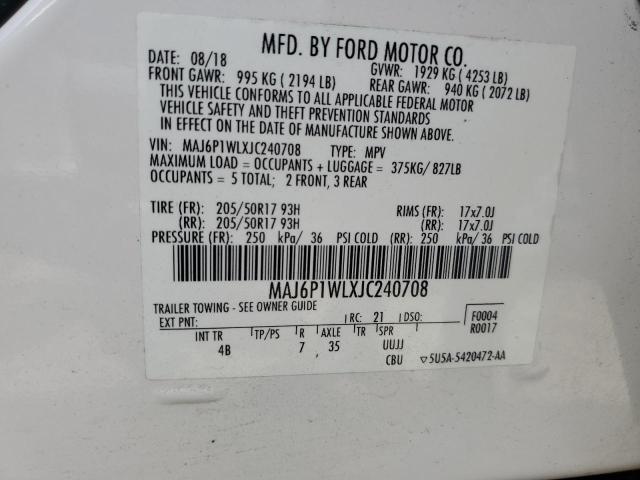 MFD. BY FORD MOTOR CO.
DATE: 08/18 GVWR: 1929 KG ( 4253 LB)
FRONT GAWR: 995 KG ( 2194 LB) REAR GAWR: 940 KG ( 2072 LB)
THIS VEHICLE CONFORMS TO ALL APPLICABLE FEDERAL MOTOR
VEHICLE SAFETY AND THEFT PREVENTION STANDARDS
IN EFFECT ON THE DATE OF MANUFACTURE SHOWN ABOVE.
VIN: MAJ6P1WLXJC240708 TYPE: MPV
MAXIMUM LOAD = OCCUPANTS + LUGGAGE = 375KG/ 827LB
OCCUPANTS = 5 TOTAL; 2 FRONT, 3 REAR
TIRE (FR): 205/50R17 93H RIMS (FR): 17x7.0J
(RR): 205/50R17 93H (RR): 17x7.0J
PRESSURE (FR): 250 kPa/ 36 PSI COLD (RR): 250 kPa/ 36 PSI COLD
MAJ6P1WLXJC240708
TRAILER TOWING - SEE OWNER GUIDE
EXT PNT: RC: 21 DSO: F0004
R0017
INT TR TP/PS R AXLE TR SPR
4B 7 , 35 UUJJ
CBU ▽5U5A-5420472-AA